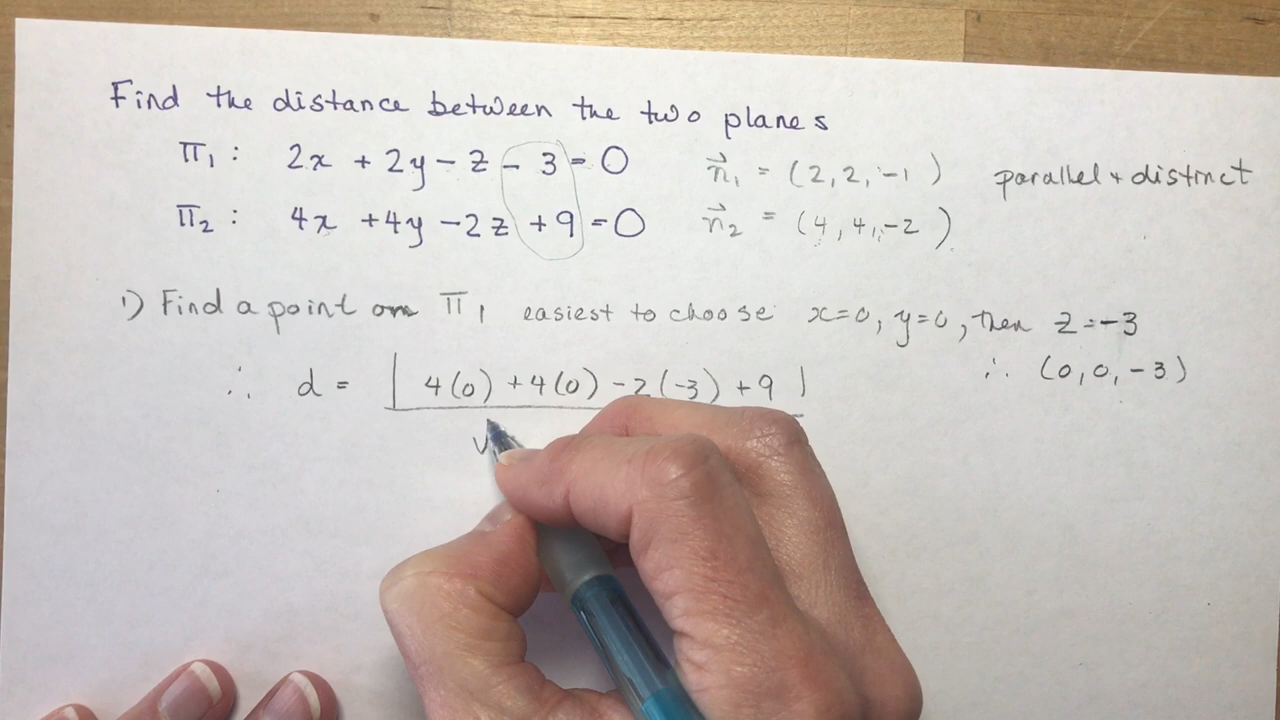 Find the distance between the two planes
π₁ : 2x + 2y - z - 3 = 0 n⃗₁ = (2, 2, -1) parallel + distinct
π₂ : 4x + 4y - 2z + 9 = 0 n⃗₂ = (4, 4, -2)
1) Find a point on π₁ easiest to choose x=0, y=0, then z=-3
∴ (0, 0, -3)
∴ d = | 4(0) + 4(0) - 2(-3) + 9 |